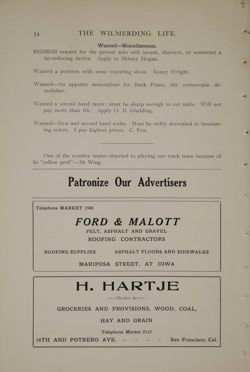 54 THE WILMERDING LIFE.
Wanted—Miscellaneous.
$10,000.00 reward for the person who will invent, discover, or construct a
fat-reducing device. Apply to Skinny Hogan.
Wanted a position with some traveling show. Boney Wright.
Wanted—An appetite demoralizer for Buck Franz, the cornucopia de-
molisher.
Wanted a second hand razor; must be sharp enough to cut nails. Will not
pay more than 10c. Apply O. B. Gladding.
Wanted—New and second hand socks. Must be richly decorated in fascinat-
ing colors. I pay highest prices. C. Fox.
One of the country teams objected to playing our track team because of
its "yellow peril"—Ah Wing.
Patronize Our Advertisers
Telephone MARKET
FORD & MALOTT
FELT, ASPHALT AND GRAVEL
ROOFING CONTRACTORS
ROOFING SUPPLIES ASPHALT FLOORS AND SIDEWALKS
MARIPOSA STREET, AT IOWA
H. HARTJE
—Dealer in—
GROCERIES AND PROVISIONS, WOOD, COAL,
HAY AND GRAIN
Telephone Market 2112
16TH AND POTRERO AVE. - - - - San Francisco, Cal.